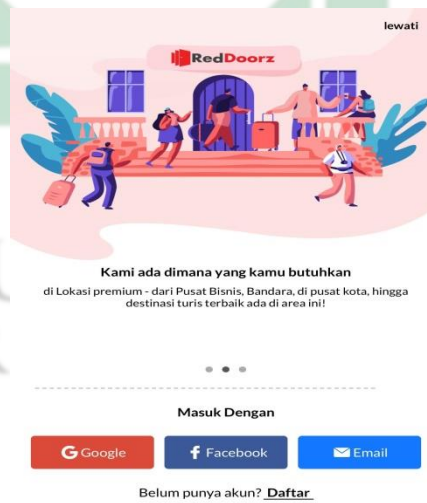 lewati
RedDoorz
Kami ada dimana yang kamu butuhkan
di Lokasi premium - dari Pusat Bisnis, Bandara, di pusat kota, hingga
destinasi turis terbaik ada di area ini!
Masuk Dengan
Google
Facebook
Email
Belum punya akun? Daftar